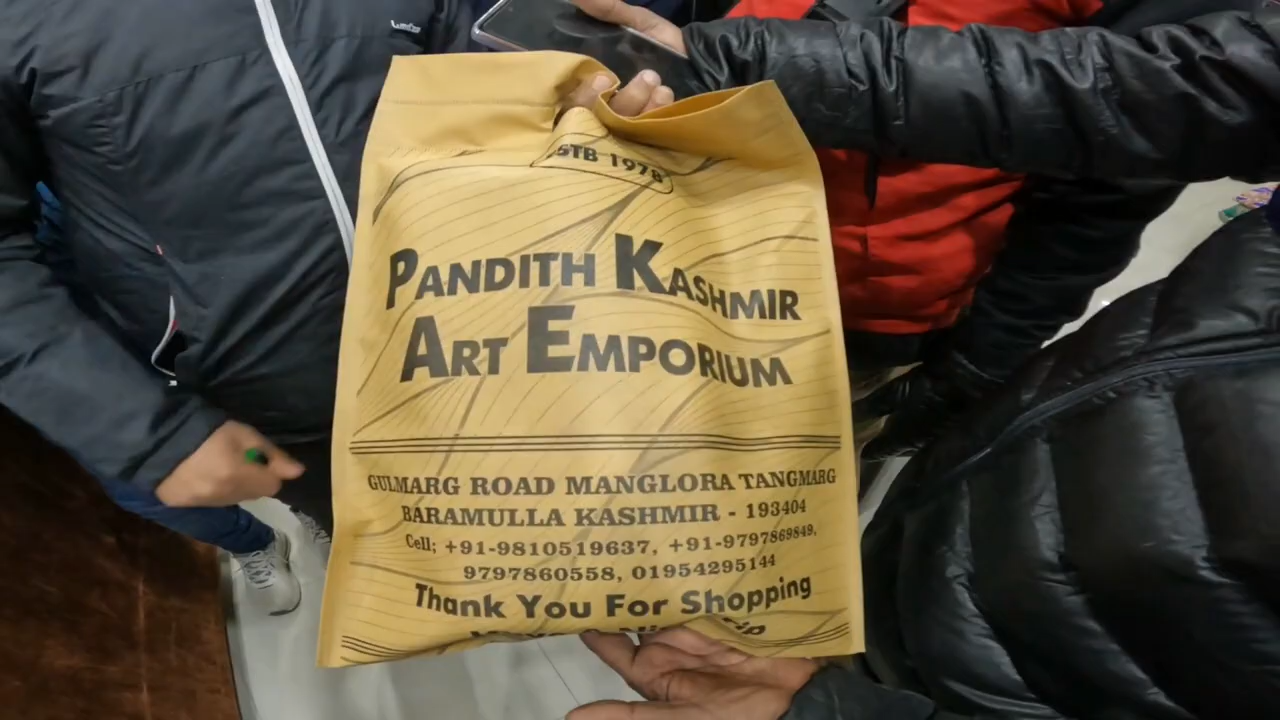 STB 1978
PANDITH KASHMIR
ART EMPORIUM
GULMARG ROAD MANGLORA TANGMARG
BARAMULLA KASHMIR - 193404
Cell; +91-9810519637, +91-9797869849,
9797860558, 01954295144
Thank You For Shopping